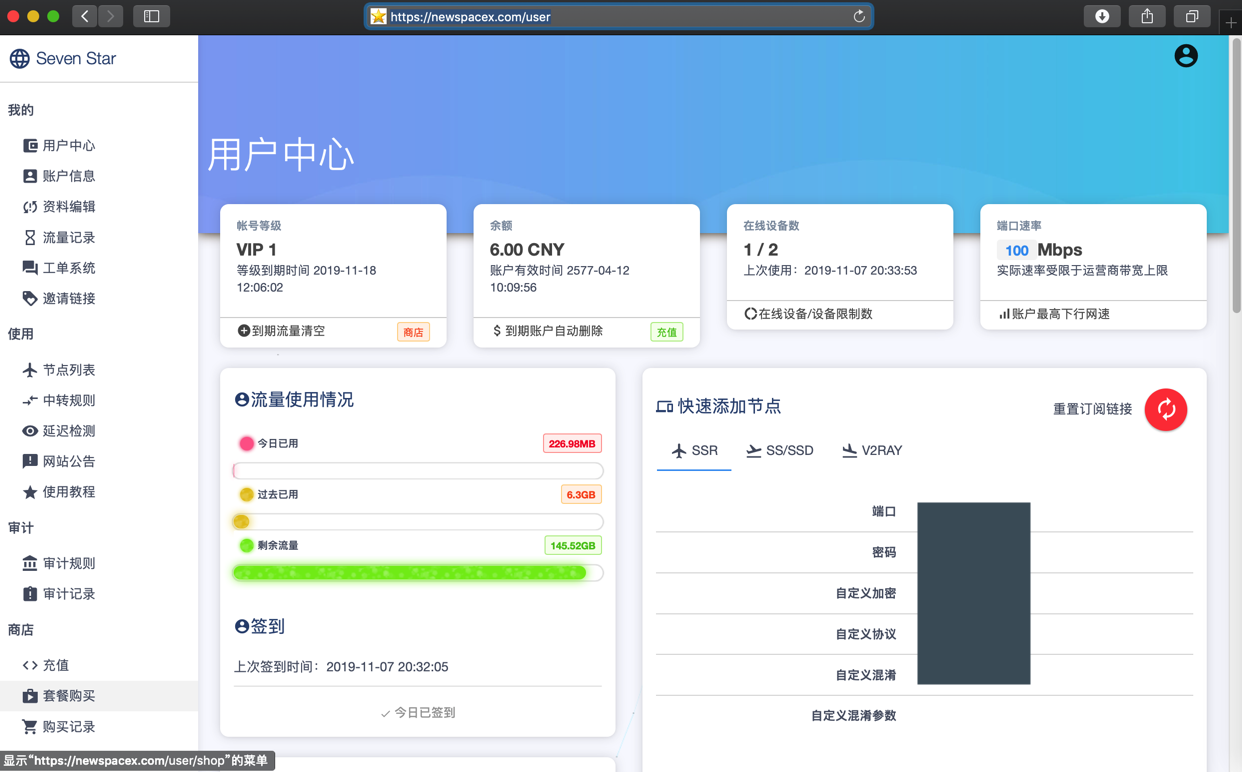 https://newspacex.com/user
Seven Star
我的
用户中心
账户信息
资料编辑
流量记录
工单系统
邀请链接
使用
节点列表
中转规则
延迟检测
网站公告
使用教程
审计
审计规则
审计记录
商店
充值
套餐购买
购买记录
显示“https://newspacex.com/user/shop”的菜单
用户中心
帐号等级
VIP 1
等级到期时间 2019-11-18
12:06:02
到期流量清空
商店
余额
6.00 CNY
账户有效时间 2577-04-12
10:09:56
$ 到期账户自动删除
充值
在线设备数
1 / 2
上次使用：2019-11-07 20:33:53
在线设备/设备限制数
端口速率
100 Mbps
实际速率受限于运营商带宽上限
账户最高下行网速
流量使用情况
今日已用
226.98MB
过去已用
6.3GB
剩余流量
145.52GB
签到
上次签到时间：2019-11-07 20:32:05
今日已签到
快速添加节点
重置订阅链接
SSR
SS/SSD
V2RAY
端口
密码
自定义加密
自定义协议
自定义混淆
自定义混淆参数